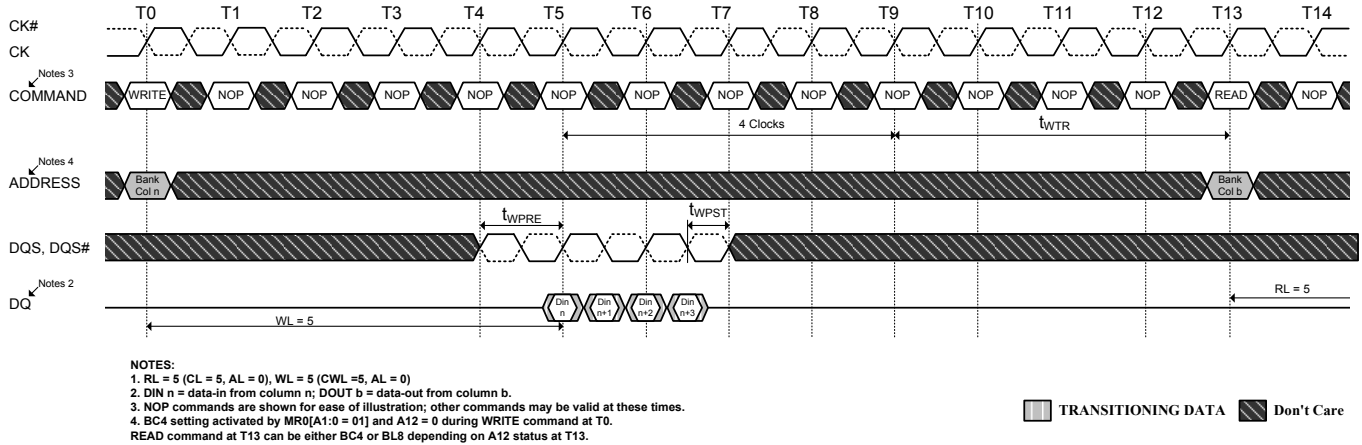 T0 T1 T2 T3 T4 T5 T6 T7 T8 T9 T10 T11 T12 T13 T14
CK#
CK
Notes 3
COMMAND
WRITE NOP NOP NOP NOP NOP NOP NOP NOP NOP NOP NOP NOP READ NOP
4 Clocks tWTR
Notes 4
ADDRESS
Bank Col n
Bank Col b
tWPRE tWPST
DQS, DQS#
Notes 2
DQ
Din n Din n+1 Din n+2 Din n+3
RL = 5
WL = 5
NOTES:
1. RL = 5 (CL = 5, AL = 0), WL = 5 (CWL =5, AL = 0)
2. DIN n = data-in from column n; DOUT b = data-out from column b.
3. NOP commands are shown for ease of illustration; other commands may be valid at these times.
4. BC4 setting activated by MR0[A1:0 = 01] and A12 = 0 during WRITE command at T0.
READ command at T13 can be either BC4 or BL8 depending on A12 status at T13.
TRANSITIONING DATA Don't Care